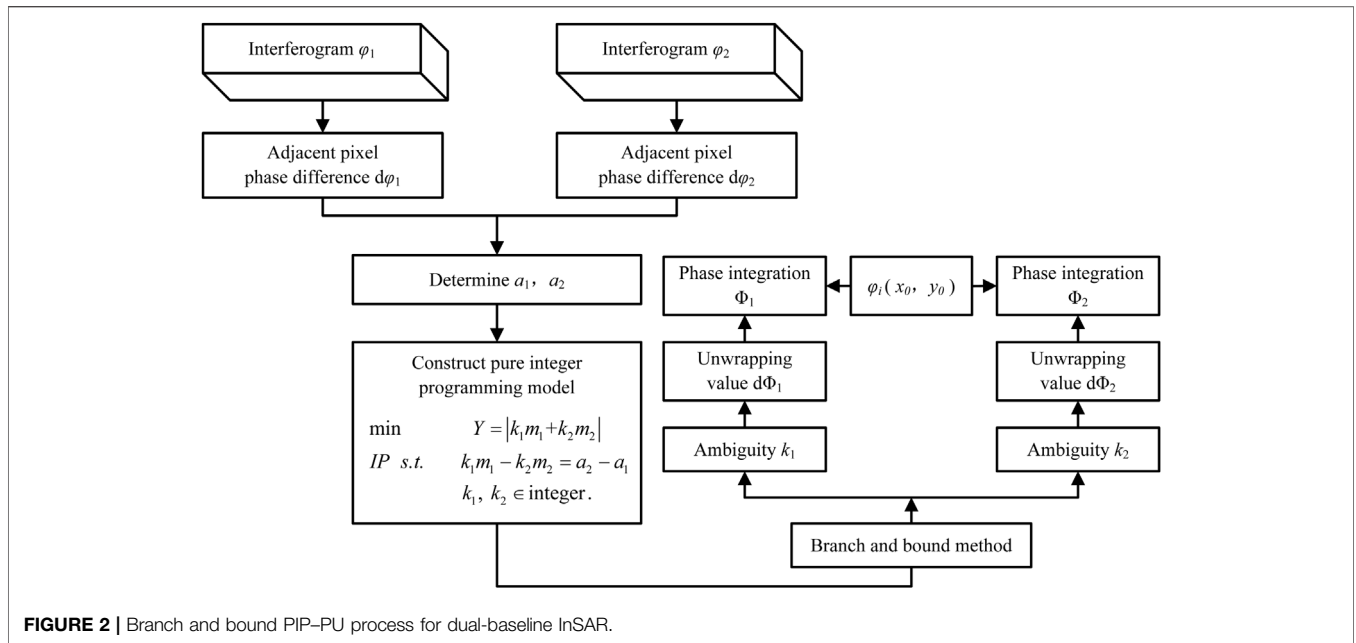 Interferogram φ₁
Interferogram φ₂
Adjacent pixel
phase difference dφ₁
Adjacent pixel
phase difference dφ₂
Determine a₁, a₂
Construct pure integer
programming model
min Y = |k₁m₁+k₂m₂|
IP s.t. k₁m₁ − k₂m₂ = a₂ − a₁
k₁, k₂ ∈ integer.
Phase integration
Φ₁
φᵢ(x₀, y₀)
Phase integration
Φ₂
Unwrapping
value dΦ₁
Unwrapping
value dΦ₂
Ambiguity k₁
Ambiguity k₂
Branch and bound method
FIGURE 2 | Branch and bound PIP–PU process for dual-baseline InSAR.